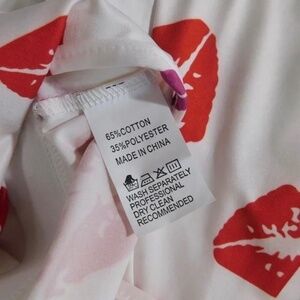 65%COTTON
35%POLYESTER
MADE IN CHINA
WASH SEPARATELY
PROFESSIONAL
DRY CLEAN
RECOMMENDED